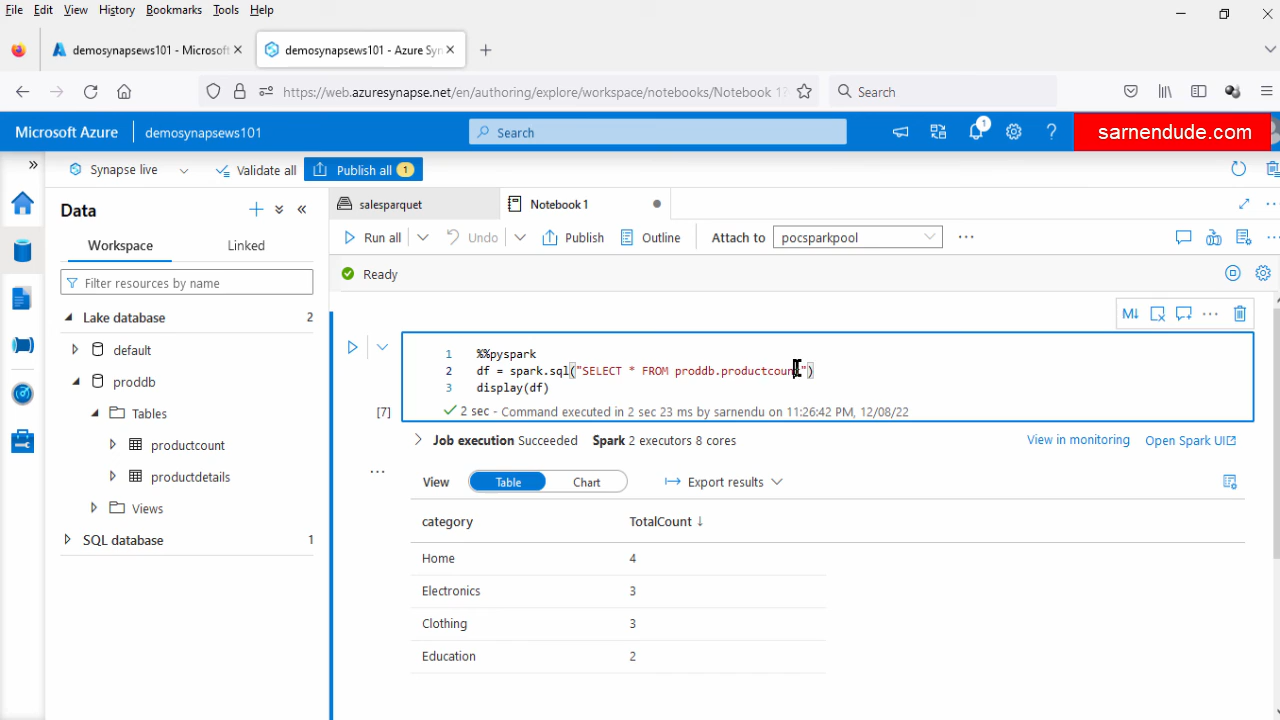 File Edit View History Bookmarks Tools Help
demosynapsews101 - Microsoft
demosynapsews101 - Azure Syn
https://web.azuresynapse.net/en/authoring/explore/workspace/notebooks/Notebook 1?
Search
Microsoft Azure
demosynapsews101
Search
1
sarnendude.com
Synapse live
Validate all
Publish all 1
Data
Workspace
Linked
Filter resources by name
Lake database 2
default
proddb
Tables
productcount
productdetails
Views
SQL database 1
salesparquet
Notebook 1
Run all
Undo
Publish
Outline
Attach to
pocsparkpool
Ready
M↓
1 %%pyspark
2 df = spark.sql("SELECT * FROM proddb.productcount")
3 display(df)
[7]
2 sec - Command executed in 2 sec 23 ms by sarnendu on 11:26:42 PM, 12/08/22
Job execution Succeeded Spark 2 executors 8 cores
View in monitoring
Open Spark UI
View
Table
Chart
Export results
category TotalCount ↓
Home 4
Electronics 3
Clothing 3
Education 2